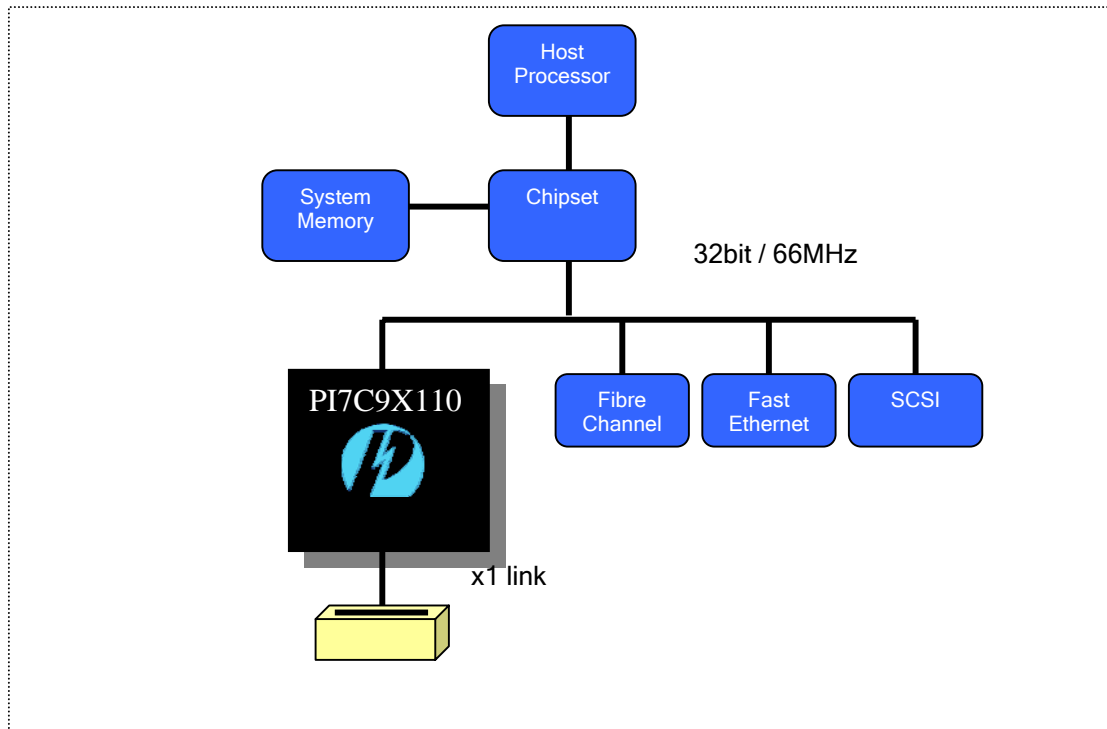 Host
Processor
System
Memory
Chipset
32bit / 66MHz
PI7C9X110
Fibre
Channel
Fast
Ethernet
SCSI
x1 link